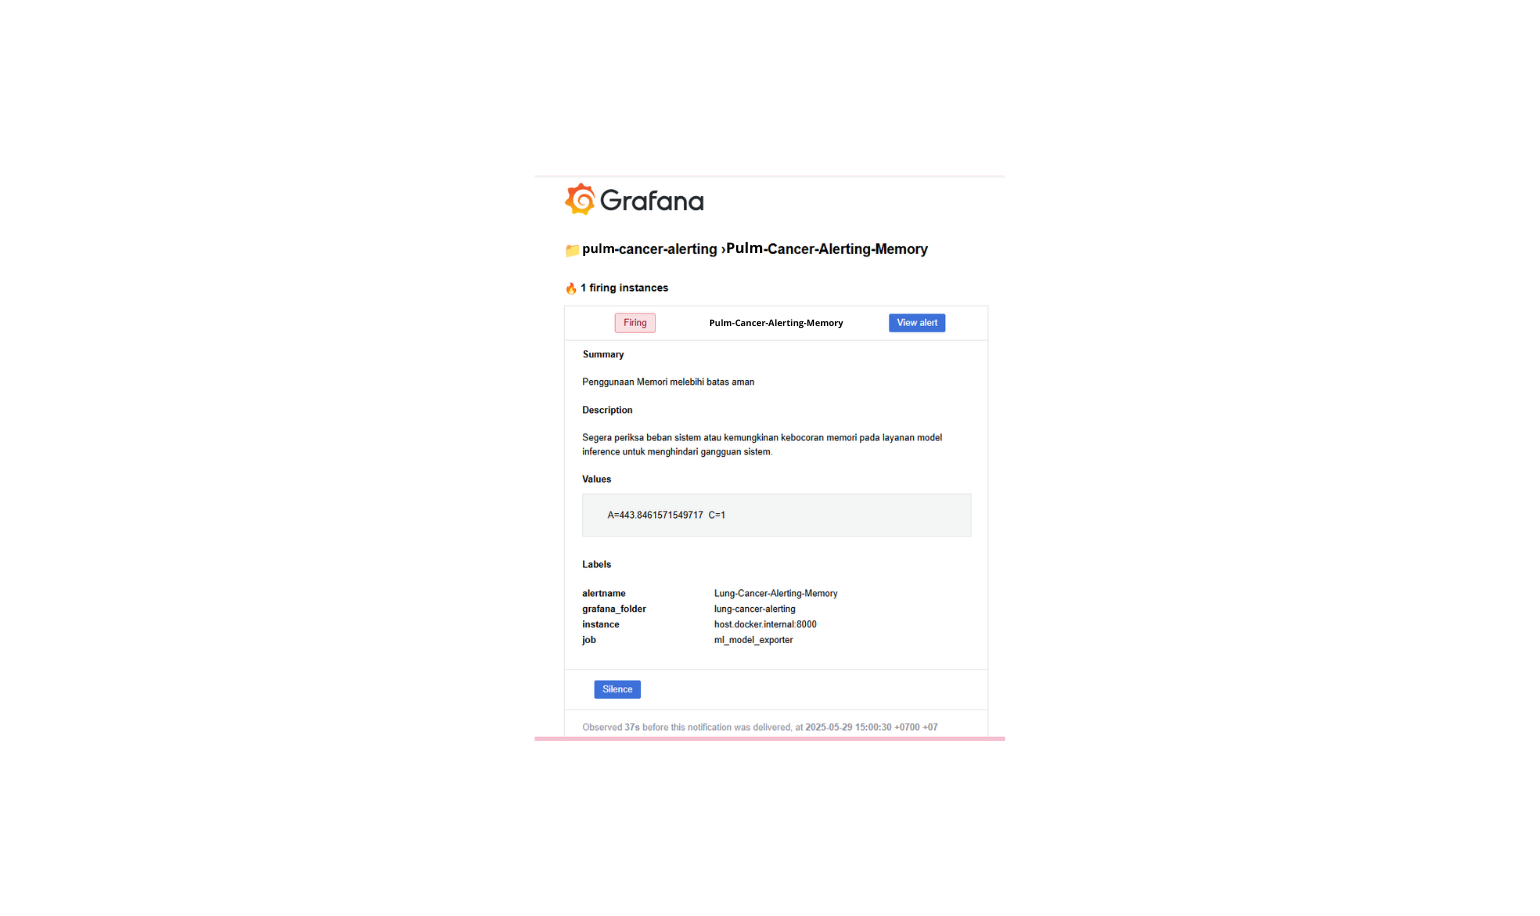 Grafana
pulm-cancer-alerting ›Pulm-Cancer-Alerting-Memory
1 firing instances
Firing Pulm-Cancer-Alerting-Memory View alert
Summary
Penggunaan Memori melebihi batas aman
Description
Segera periksa beban sistem atau kemungkinan kebocoran memori pada layanan model
inference untuk menghindari gangguan sistem.
Values
A=443.8461571549717 C=1
Labels
alertname Lung-Cancer-Alerting-Memory
grafana_folder lung-cancer-alerting
instance host.docker.internal:8000
job ml_model_exporter
Silence
Observed 37s before this notification was delivered, at 2025-05-29 15:00:30 +0700 +07